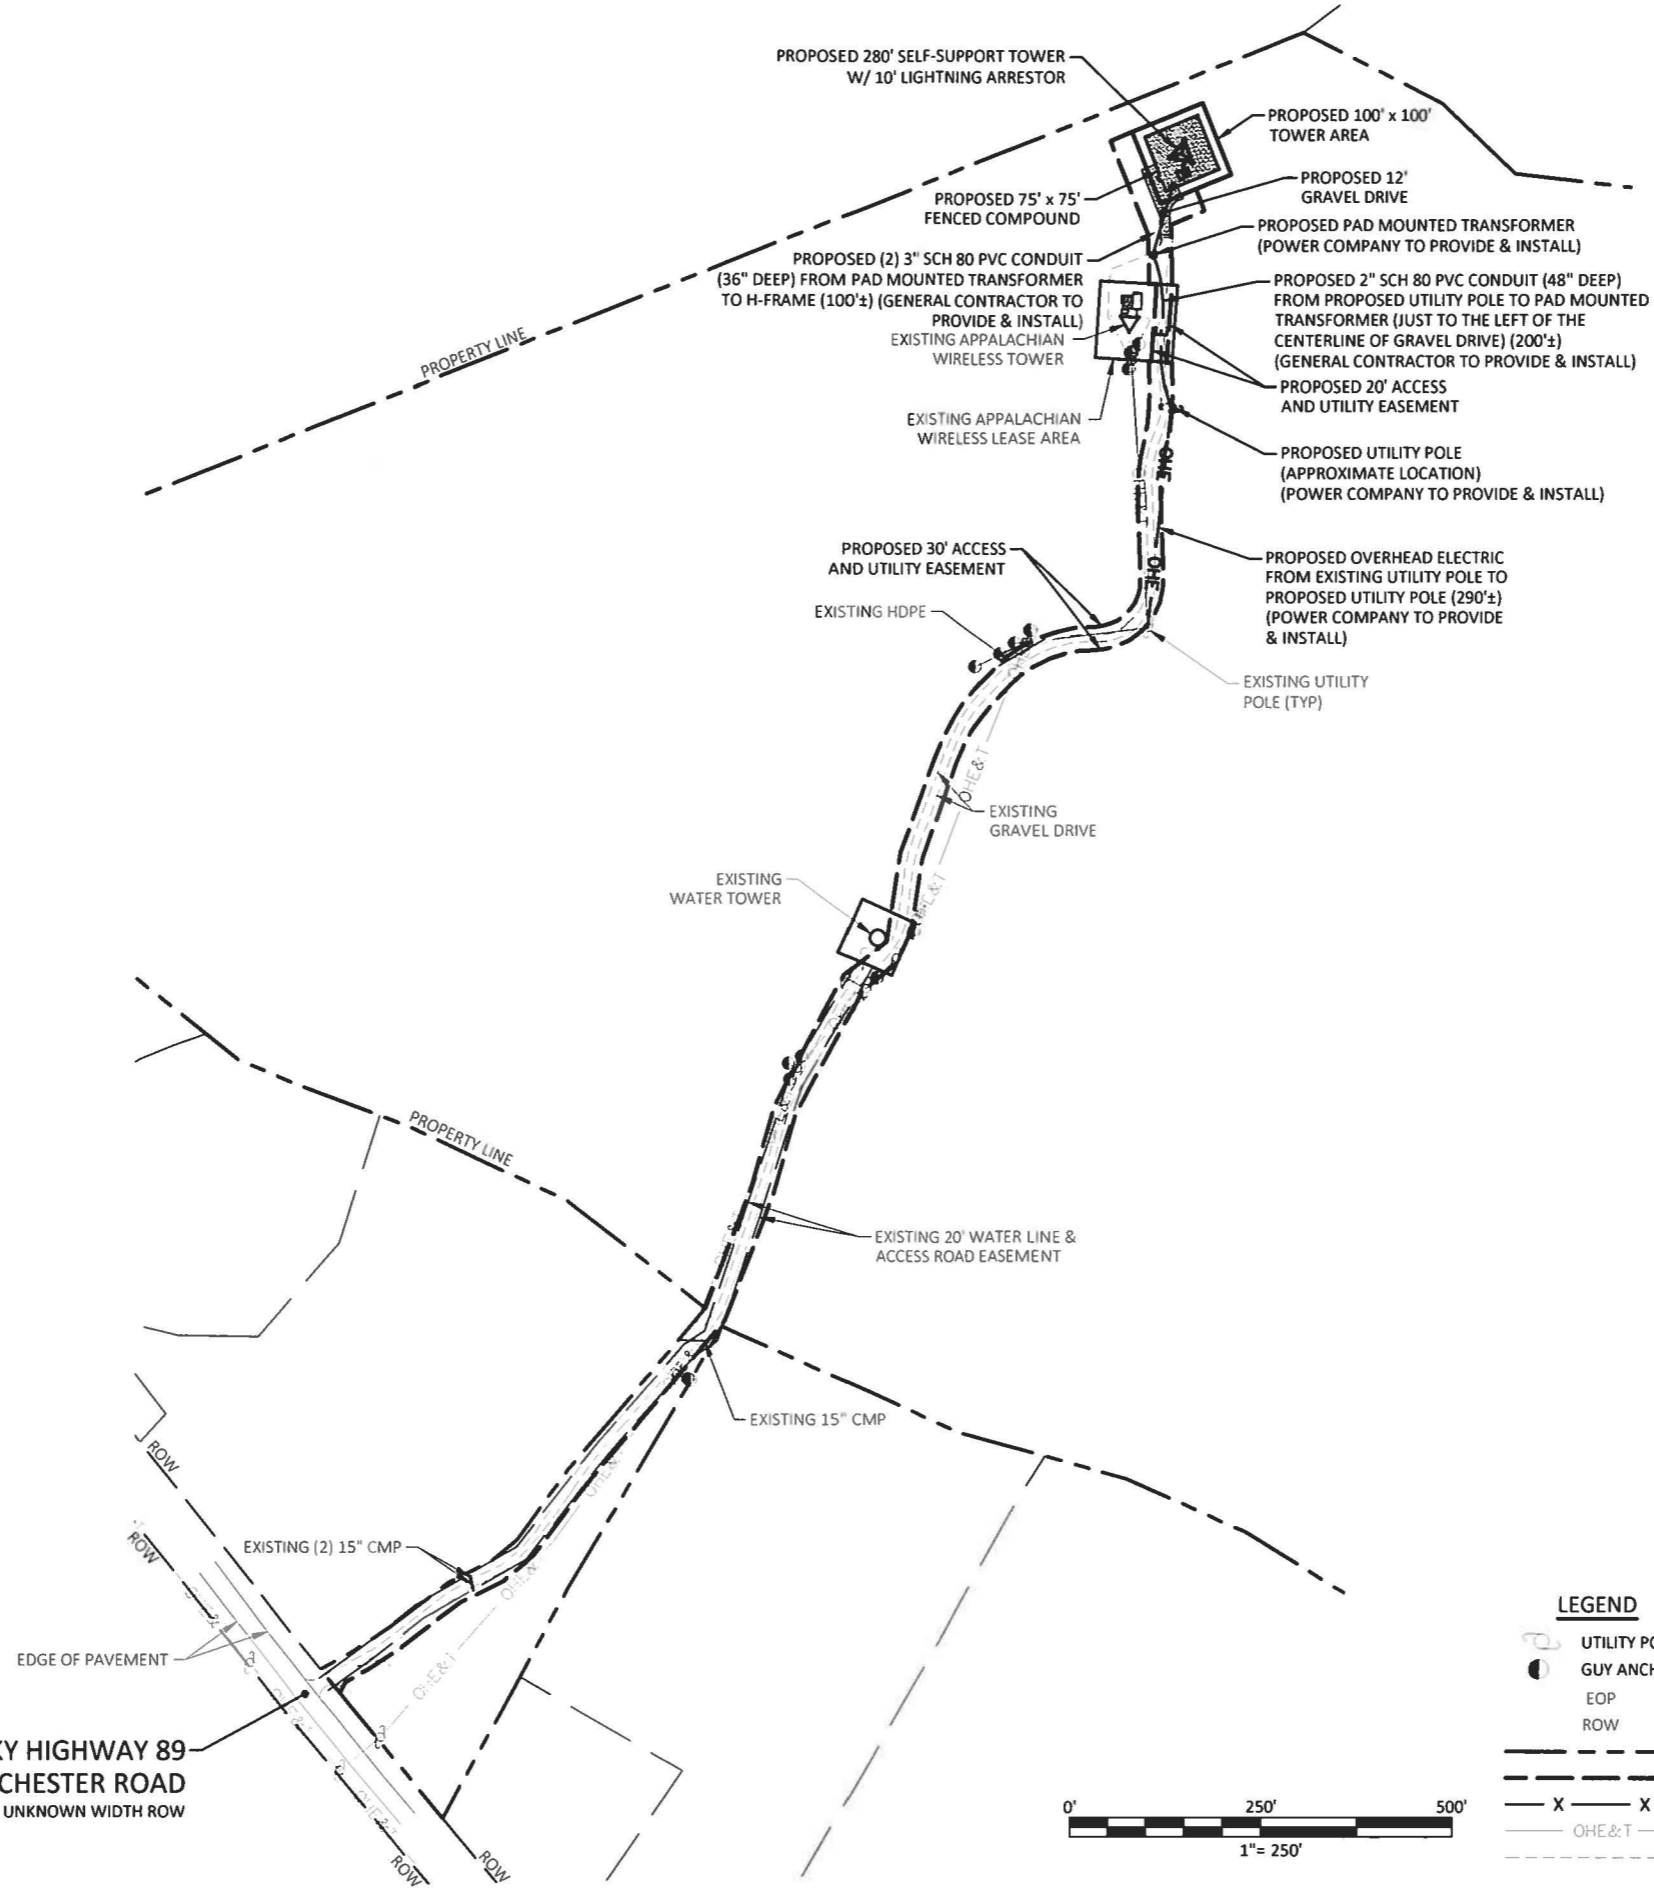 PROPOSED 280' SELF-SUPPORT TOWER
W/ 10' LIGHTNING ARRESTOR
PROPOSED 100' x 100'
TOWER AREA
PROPOSED 12'
GRAVEL DRIVE
PROPOSED 75' x 75'
FENCED COMPOUND
PROPOSED PAD MOUNTED TRANSFORMER
(POWER COMPANY TO PROVIDE & INSTALL)
PROPOSED (2) 3" SCH 80 PVC CONDUIT
(36" DEEP) FROM PAD MOUNTED TRANSFORMER
TO H-FRAME (100'±) (GENERAL CONTRACTOR TO
PROVIDE & INSTALL)
PROPOSED 2" SCH 80 PVC CONDUIT (48" DEEP)
FROM PROPOSED UTILITY POLE TO PAD MOUNTED
TRANSFORMER (JUST TO THE LEFT OF THE
CENTERLINE OF GRAVEL DRIVE) (200'±)
(GENERAL CONTRACTOR TO PROVIDE & INSTALL)
EXISTING APPALACHIAN
WIRELESS TOWER
PROPERTY LINE
PROPOSED 20' ACCESS
AND UTILITY EASEMENT
EXISTING APPALACHIAN
WIRELESS LEASE AREA
PROPOSED UTILITY POLE
(APPROXIMATE LOCATION)
(POWER COMPANY TO PROVIDE & INSTALL)
OHE
OHE
PROPOSED 30' ACCESS
AND UTILITY EASEMENT
PROPOSED OVERHEAD ELECTRIC
FROM EXISTING UTILITY POLE TO
PROPOSED UTILITY POLE (290'±)
(POWER COMPANY TO PROVIDE
& INSTALL)
EXISTING HDPE
EXISTING UTILITY
POLE (TYP)
OHE&T
EXISTING
GRAVEL DRIVE
EXISTING
WATER TOWER
PROPERTY LINE
EXISTING 20' WATER LINE &
ACCESS ROAD EASEMENT
EXISTING 15" CMP
ROW
ROW
EXISTING (2) 15" CMP
EDGE OF PAVEMENT
OHE&T
KY HIGHWAY 89
CHESTER ROAD
UNKNOWN WIDTH ROW
ROW
ROW
0' 250' 500'
1"= 250'
LEGEND
UTILITY PO
GUY ANCH
EOP
ROW
X X
OHE&T